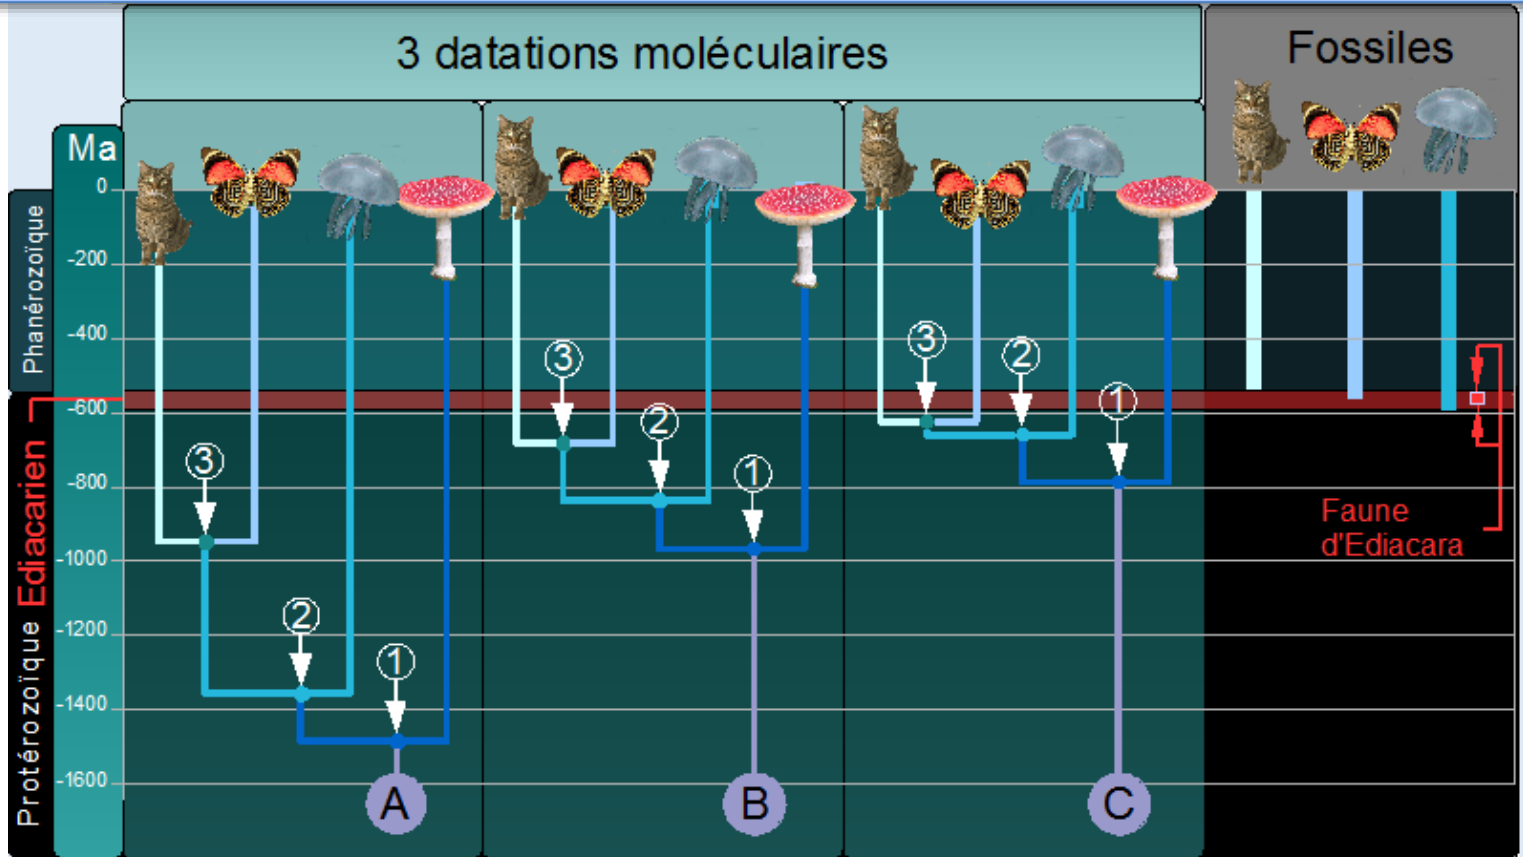 3 datations moléculaires
Fossiles
Ma
0
-200
-400
-600
-800
-1000
-1200
-1400
-1600
Phanérozoïque
Protérozoïque
Ediacarien
3
2
1
A
3
2
1
B
3
2
1
C
Faune
d'Ediacara